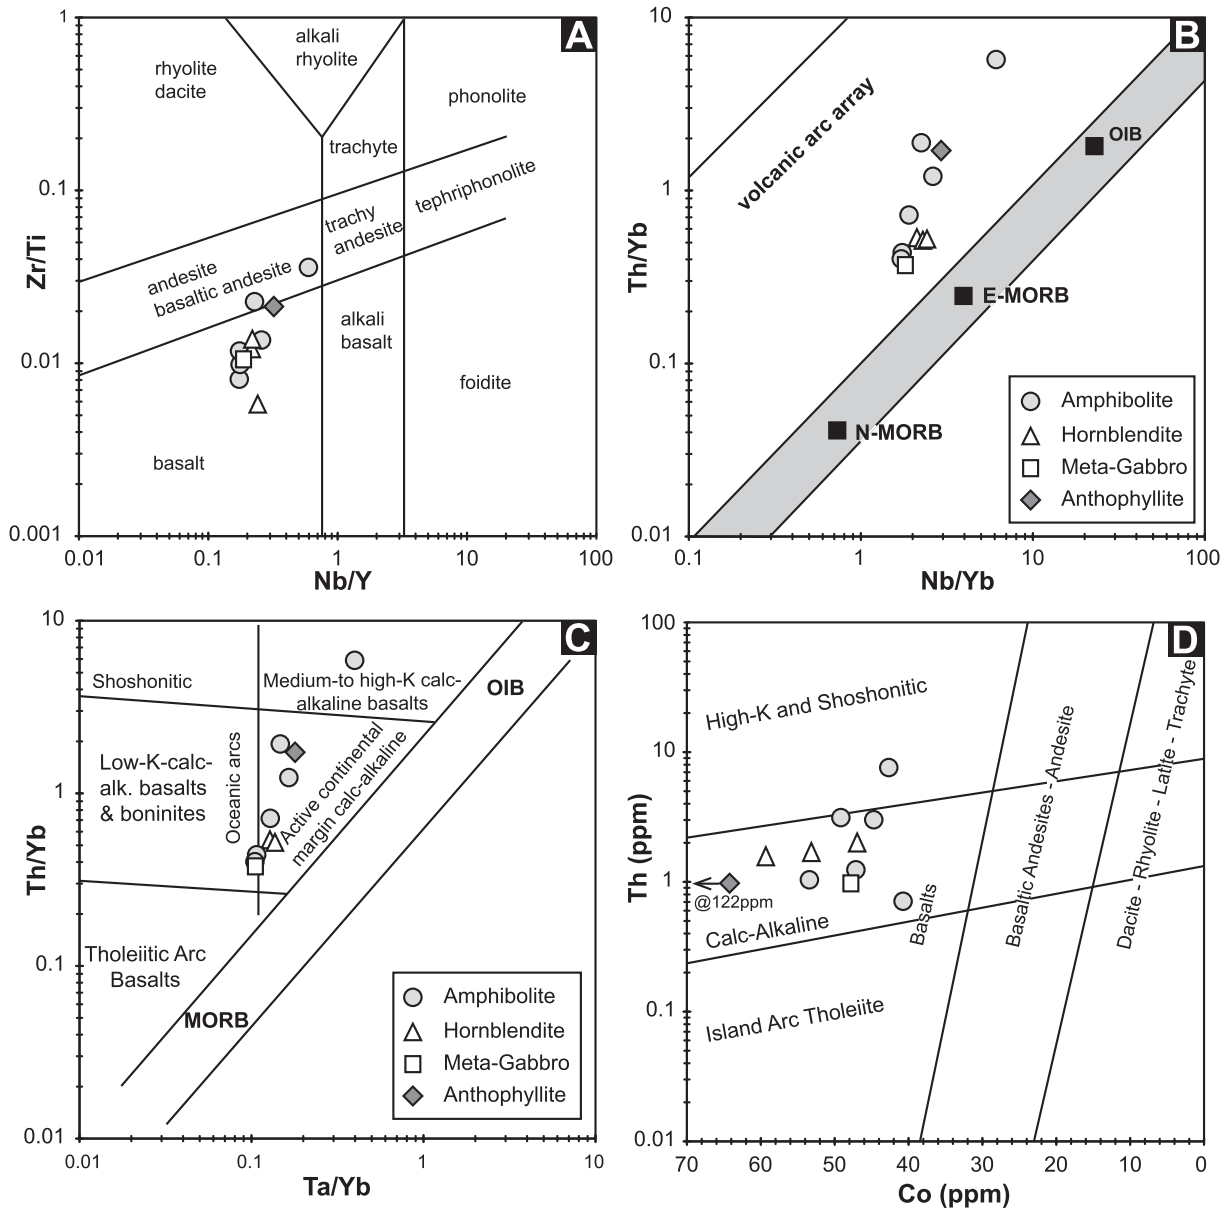 A
1
0.1
0.01
0.001
Zr/Ti
rhyolite
dacite
alkali
rhyolite
phonolite
trachyte
tephriphonolite
trachy
andesite
andesite
basaltic andesite
alkali
basalt
foidite
basalt
0.01
0.1
1
10
100
Nb/Y
B
10
1
0.1
0.01
Th/Yb
volcanic arc array
OIB
E-MORB
N-MORB
Amphibolite
Hornblendite
Meta-Gabbro
Anthophyllite
0.1
1
10
100
Nb/Yb
C
10
1
0.1
0.01
Th/Yb
Shoshonitic
Medium-to high-K calc-
alkaline basalts
OIB
Low-K-calc-
alk. basalts
& boninites
Oceanic arcs
Active continental
margin calc-alkaline
Tholeiitic Arc
Basalts
MORB
Amphibolite
Hornblendite
Meta-Gabbro
Anthophyllite
0.01
0.1
1
10
Ta/Yb
D
100
10
1
0.1
0.01
Th (ppm)
High-K and Shoshonitic
@122ppm
Calc-Alkaline
Island Arc Tholeiite
Basalts
Basaltic Andesites - Andesite
Dacite - Rhyolite - Latite - Trachyte
70
60
50
40
30
20
10
0
Co (ppm)